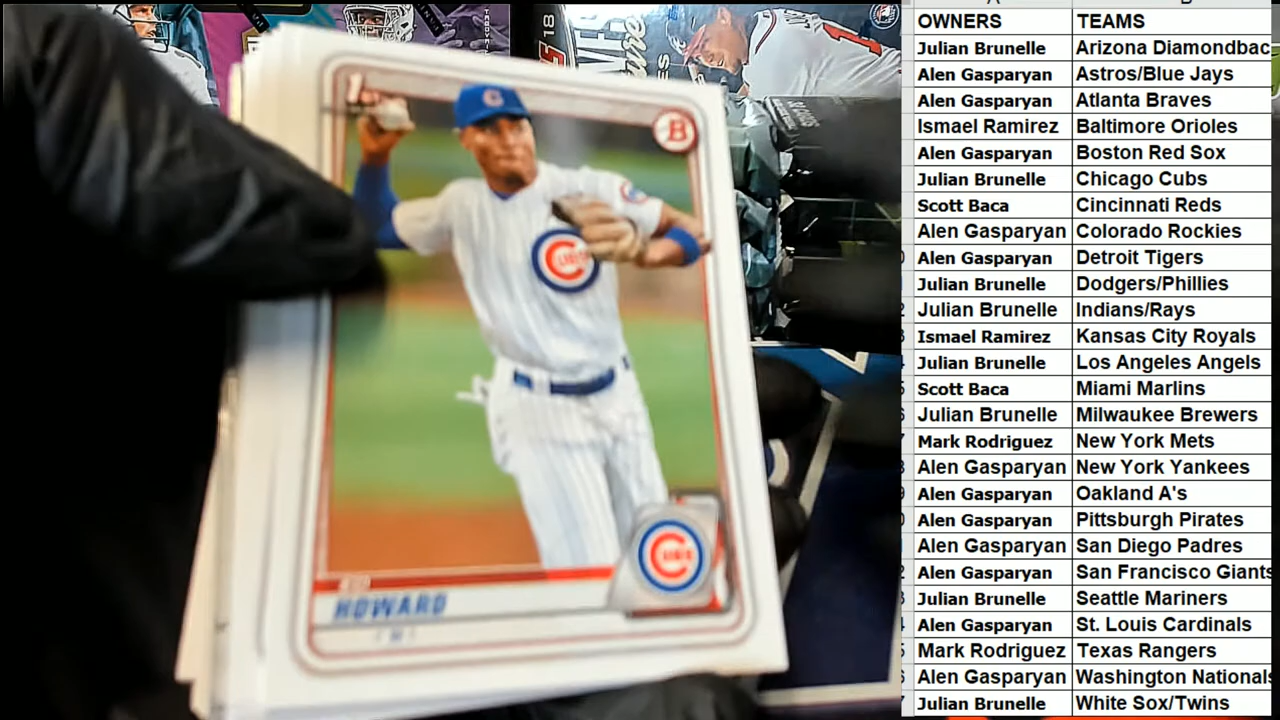 OWNERS TEAMS
Julian Brunelle Arizona Diamondbac
Alen Gasparyan Astros/Blue Jays
Alen Gasparyan Atlanta Braves
Ismael Ramirez Baltimore Orioles
Alen Gasparyan Boston Red Sox
Julian Brunelle Chicago Cubs
Scott Baca Cincinnati Reds
Alen Gasparyan Colorado Rockies
Alen Gasparyan Detroit Tigers
Julian Brunelle Dodgers/Phillies
Julian Brunelle Indians/Rays
Ismael Ramirez Kansas City Royals
Julian Brunelle Los Angeles Angels
Scott Baca Miami Marlins
Julian Brunelle Milwaukee Brewers
Mark Rodriguez New York Mets
Alen Gasparyan New York Yankees
Alen Gasparyan Oakland A's
Alen Gasparyan Pittsburgh Pirates
Alen Gasparyan San Diego Padres
Alen Gasparyan San Francisco Giants
Julian Brunelle Seattle Mariners
Alen Gasparyan St. Louis Cardinals
Mark Rodriguez Texas Rangers
Alen Gasparyan Washington Nationals
Julian Brunelle White Sox/Twins
1st
B
CUBS
CUBS
HOWARD
18